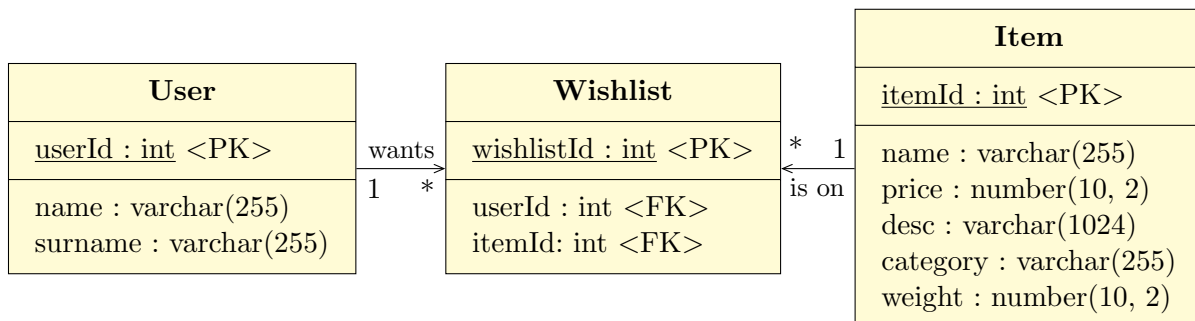 User
userId : int <PK>
name : varchar(255)
surname : varchar(255)
wants
1 *
Wishlist
wishlistId : int <PK>
userId : int <FK>
itemId: int <FK>
* 1
is on
Item
itemId : int <PK>
name : varchar(255)
price : number(10, 2)
desc : varchar(1024)
category : varchar(255)
weight : number(10, 2)